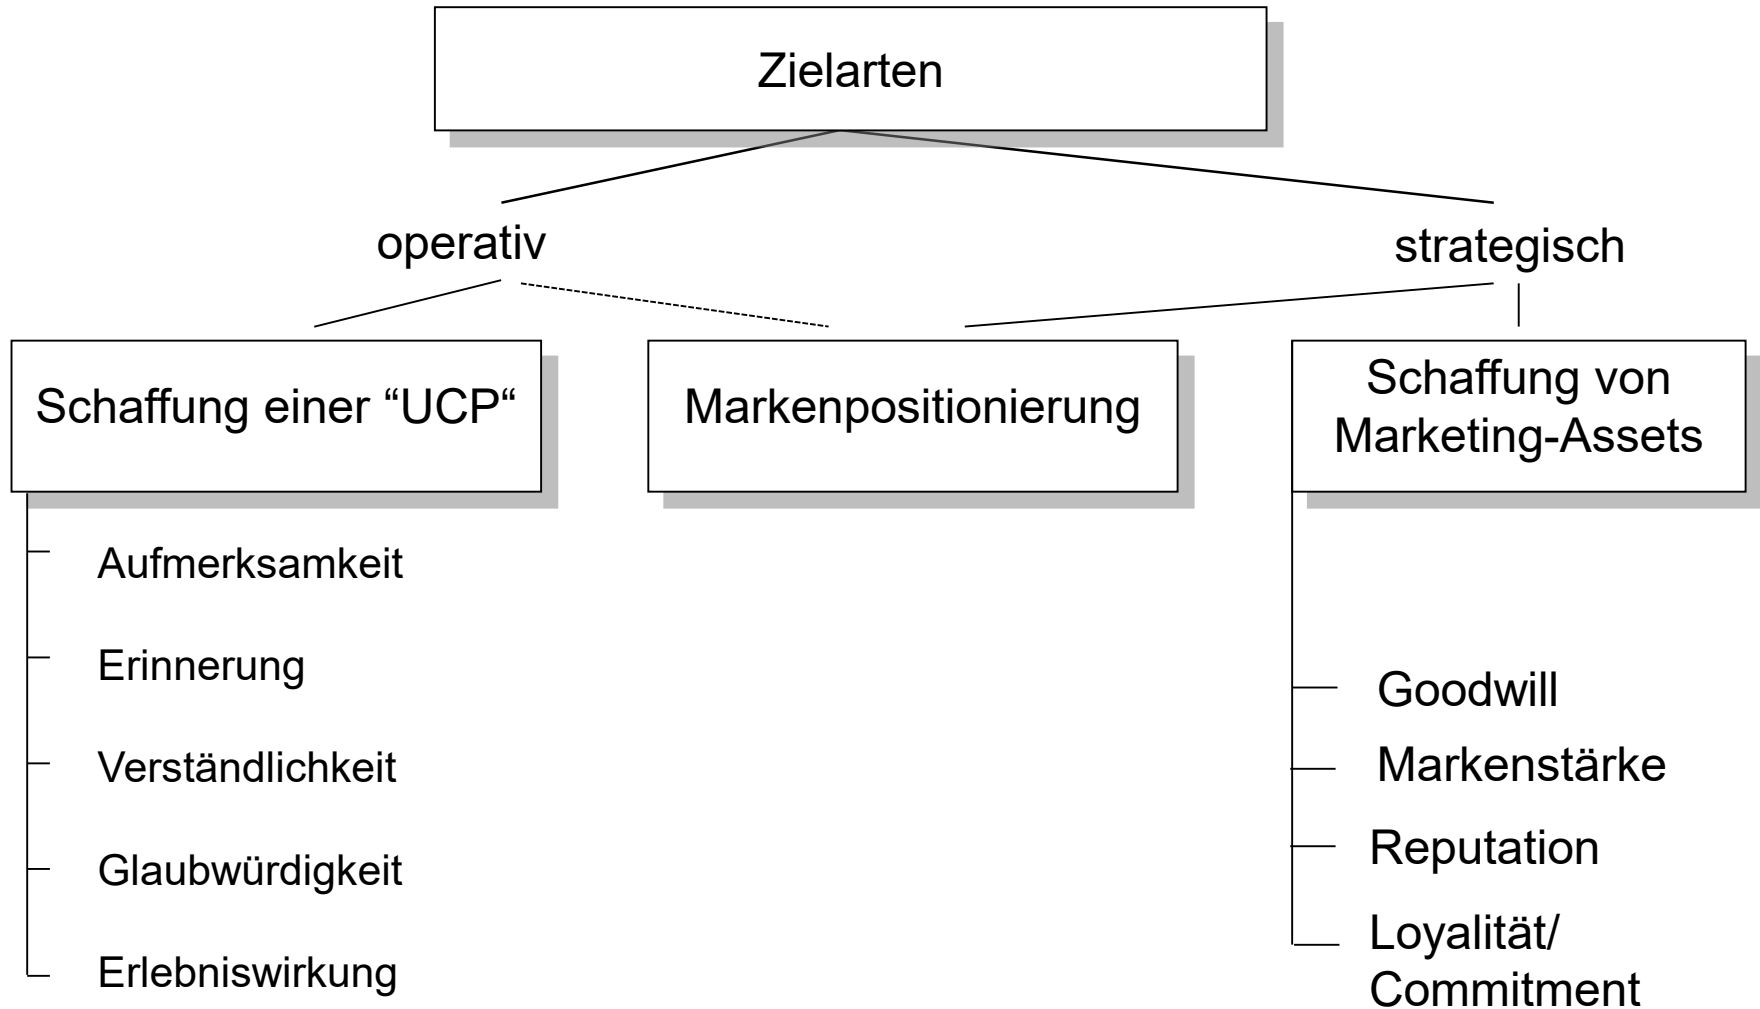 Zielarten
operativ
strategisch
Schaffung einer “UCP“
Markenpositionierung
Schaffung von
Marketing-Assets
Aufmerksamkeit
Erinnerung
Verständlichkeit
Glaubwürdigkeit
Erlebniswirkung
Goodwill
Markenstärke
Reputation
Loyalität/
Commitment